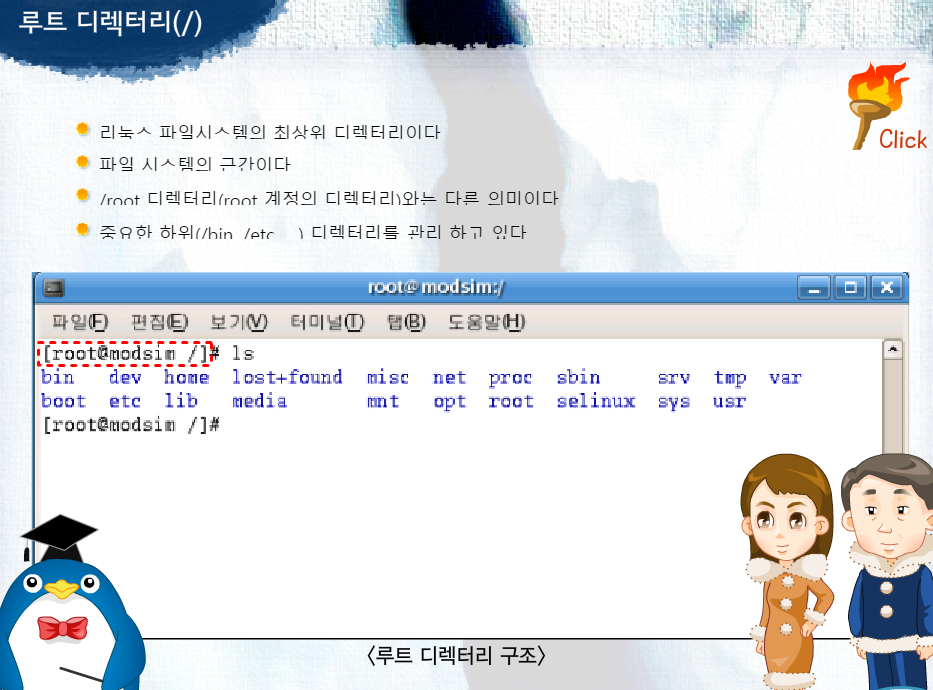 루트 디렉터리(/)
Click
리눅스 파일시스템의 최상위 디렉터리이다
파일 시스템의 근간이다
/root 디렉터리(root 계정의 디렉터리)와는 다른 의미이다
중요한 하위(/bin, /etc ...) 디렉터리를 관리 하고 있다
root@modsim:/
파일(F) 편집(E) 보기(V) 터미널(T) 탭(B) 도움말(H)
[root@modsim /]# ls
bin dev home lost+found misc net proc sbin srv tmp var
boot etc lib media mnt opt root selinux sys usr
[root@modsim /]#
<루트 디렉터리 구조>